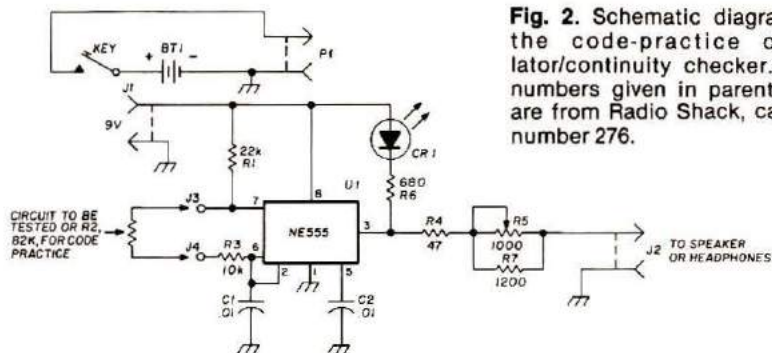 Fig. 2. Schematic diagra
the code-practice o
lator/continuity checker.
numbers given in parent
are from Radio Shack, ca
number 276.
KEY
+ BT1 -
P1
J1
9V
22k
R1
CR1
680
R6
U1
8
7
J3
NE555
3
R4
47
R5
1000
R7
1200
J2
TO SPEAKER
OR HEADPHONES
CIRCUIT TO BE
TESTED OR R2,
82K, FOR CODE
PRACTICE
J4
R3
10k
6
2
1
5
C1
.01
C2
.01